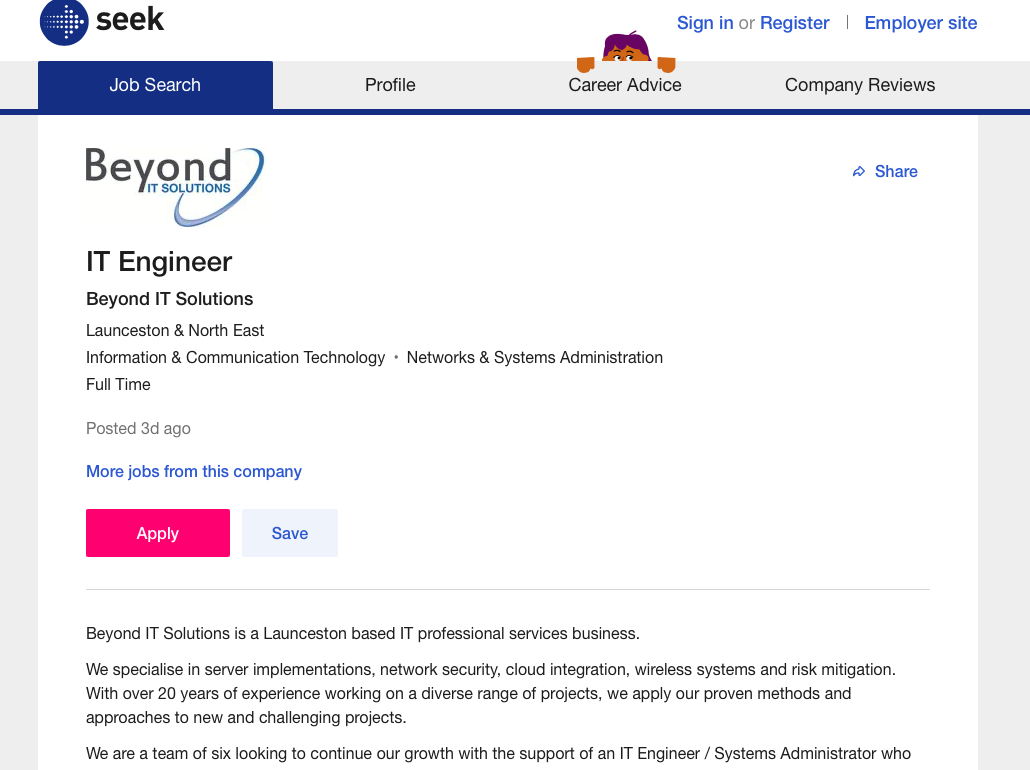 seek
Sign in or Register | Employer site
Job Search Profile Career Advice Company Reviews
Beyond
IT SOLUTIONS
Share
IT Engineer
Beyond IT Solutions
Launceston & North East
Information & Communication Technology • Networks & Systems Administration
Full Time
Posted 3d ago
More jobs from this company
Apply Save
Beyond IT Solutions is a Launceston based IT professional services business.
We specialise in server implementations, network security, cloud integration, wireless systems and risk mitigation.
With over 20 years of experience working on a diverse range of projects, we apply our proven methods and
approaches to new and challenging projects.
We are a team of six looking to continue our growth with the support of an IT Engineer / Systems Administrator who